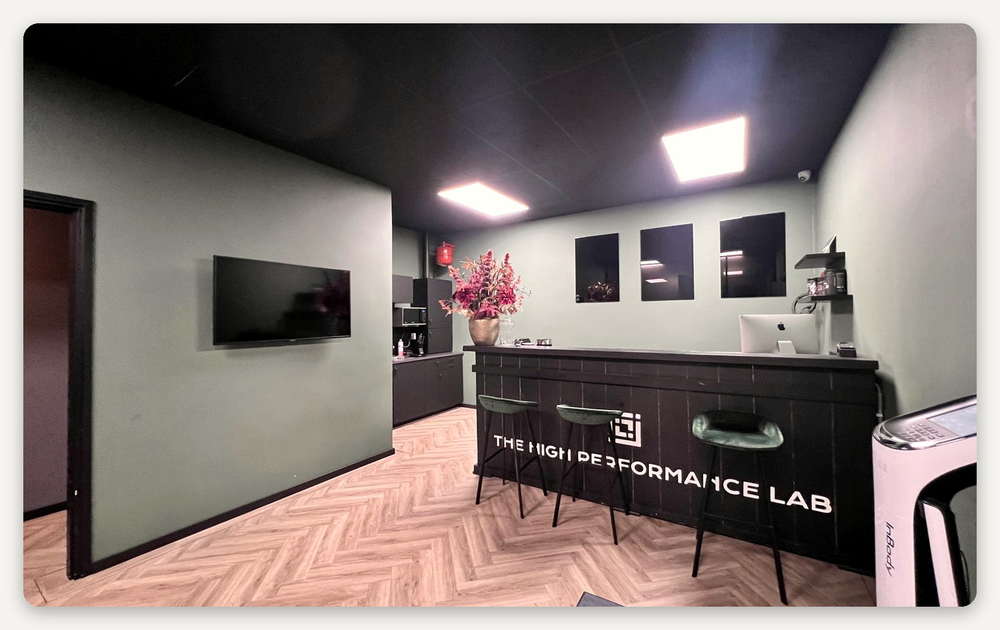 THE HIGH PERFORMANCE LAB
InBody